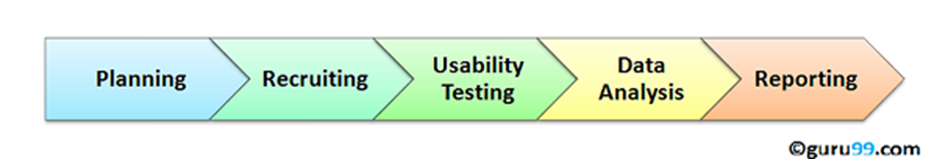 Planning
Recruiting
Usability
Testing
Data
Analysis
Reporting
©guru99.com